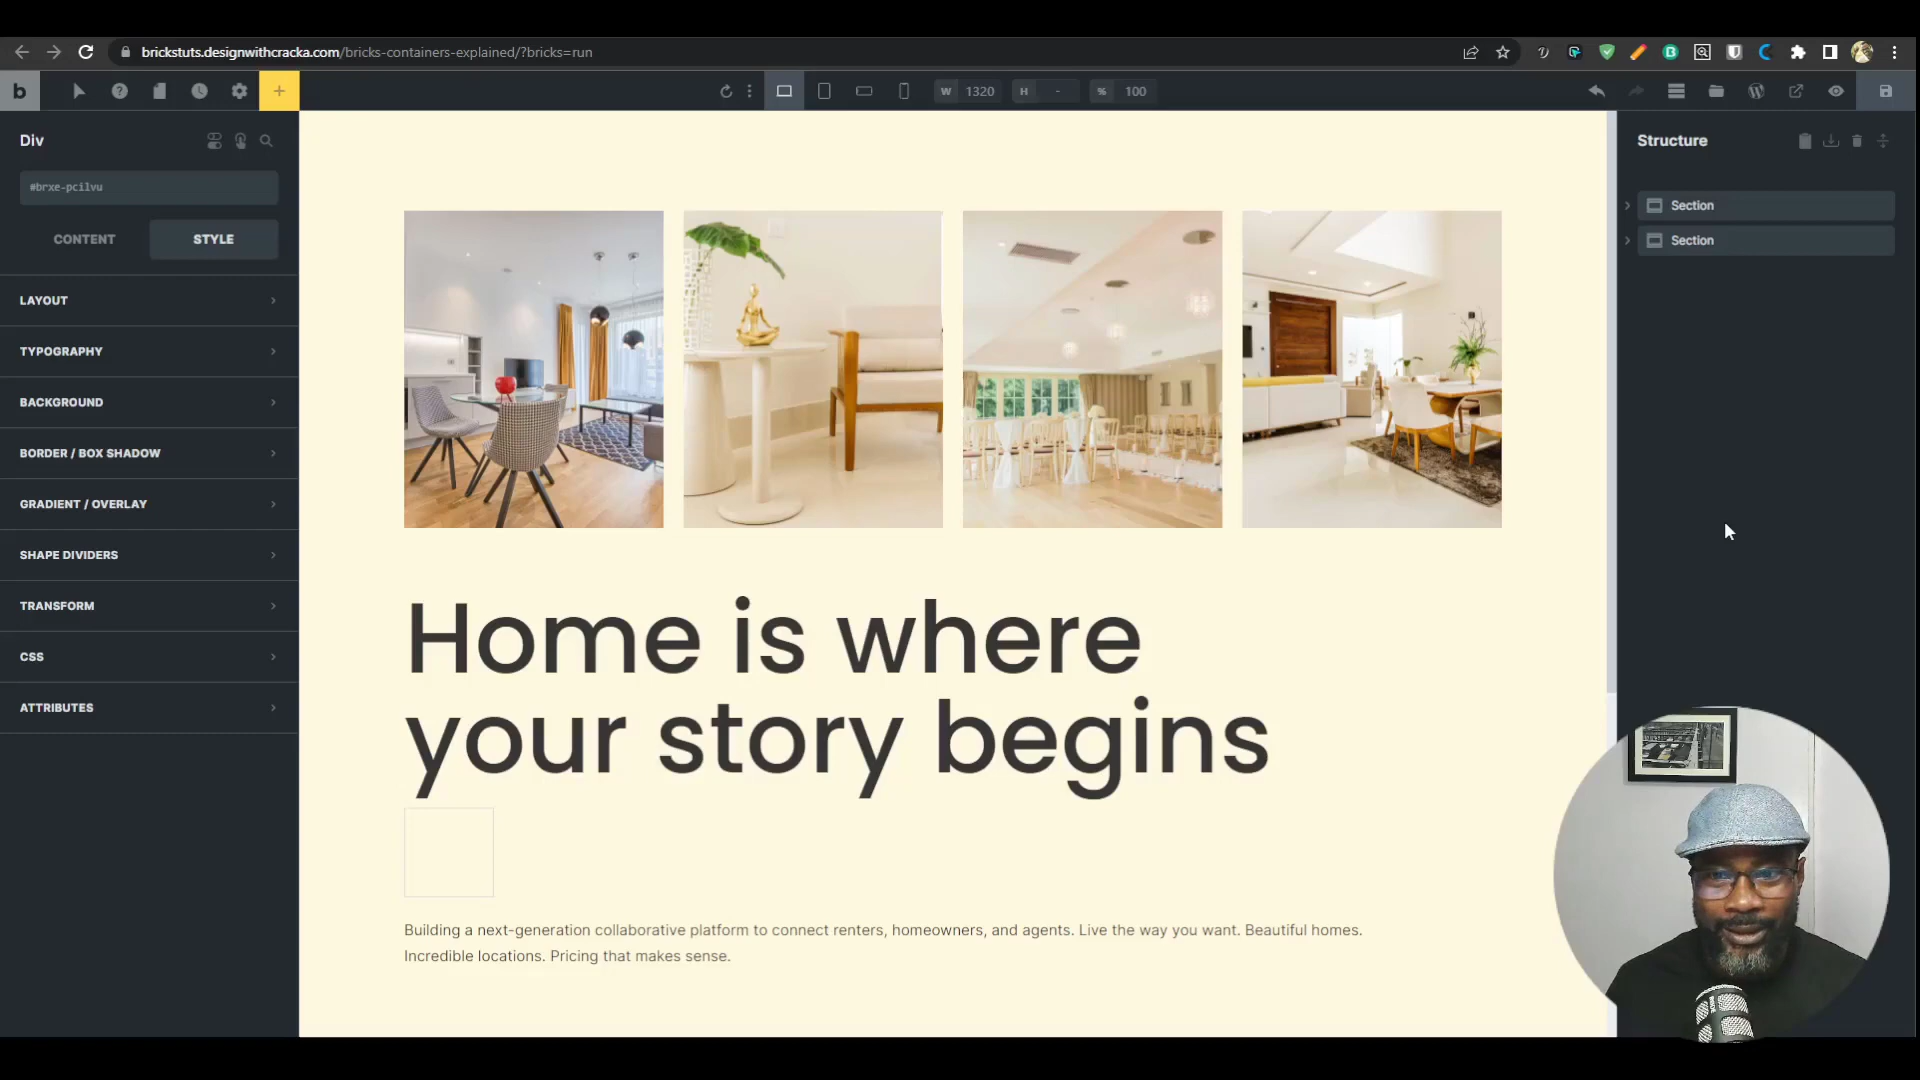 brickstuts.designwithcracka.com/bricks-containers-explained/?bricks=run
b
W 1320 H - % 100
Div
#brxe-pcilvu
CONTENT STYLE
LAYOUT
TYPOGRAPHY
BACKGROUND
BORDER / BOX SHADOW
GRADIENT / OVERLAY
SHAPE DIVIDERS
TRANSFORM
CSS
ATTRIBUTES
Home is where
your story begins
Building a next-generation collaborative platform to connect renters, homeowners, and agents. Live the way you want. Beautiful homes.
Incredible locations. Pricing that makes sense.
Structure
Section
Section